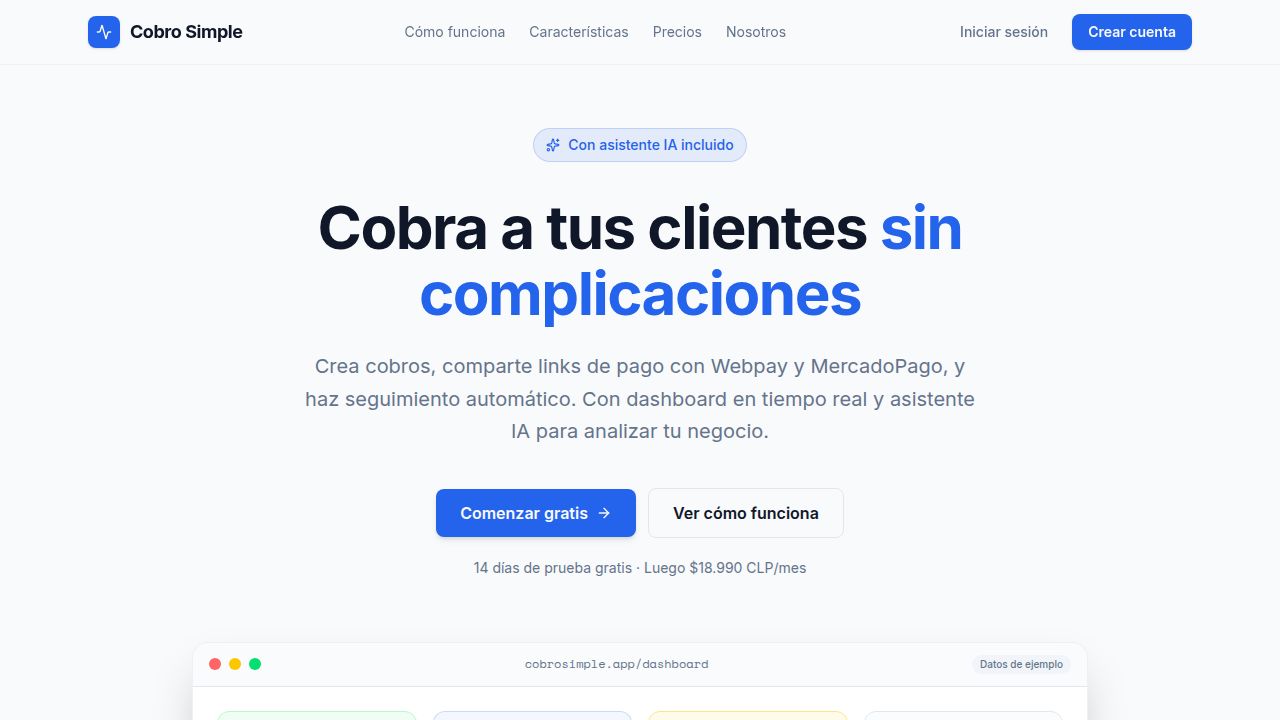 Cobro Simple
Cómo funciona
Características
Precios
Nosotros
Iniciar sesión
Crear cuenta
Con asistente IA incluido
Cobra a tus clientes sin
complicaciones
Crea cobros, comparte links de pago con Webpay y MercadoPago, y
haz seguimiento automático. Con dashboard en tiempo real y asistente
IA para analizar tu negocio.
Comenzar gratis
Ver cómo funciona
14 días de prueba gratis · Luego $18.990 CLP/mes
cobrosimple.app/dashboard
Datos de ejemplo